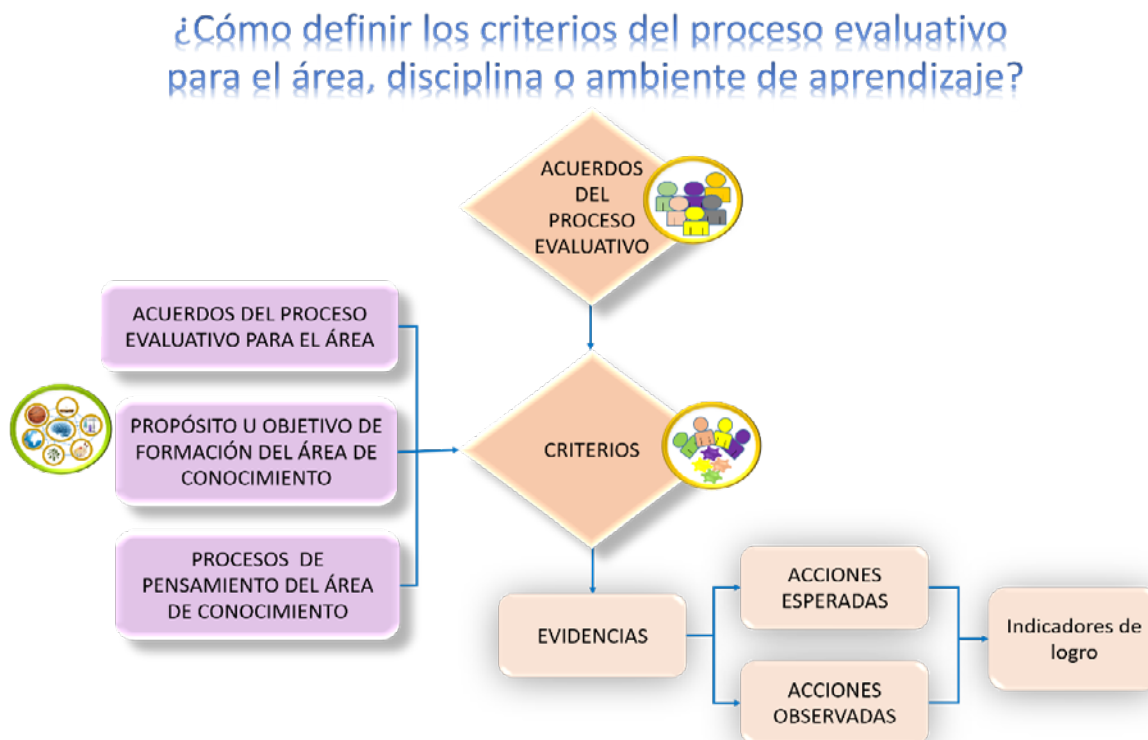 ¿Cómo definir los criterios del proceso evaluativo
para el área, disciplina o ambiente de aprendizaje?
ACUERDOS
DEL
PROCESO
EVALUATIVO
ACUERDOS DEL PROCESO
EVALUATIVO PARA EL ÁREA
PROPÓSITO U OBJETIVO DE
FORMACIÓN DEL ÁREA DE
CONOCIMIENTO
PROCESOS DE
PENSAMIENTO DEL ÁREA
DE CONOCIMIENTO
CRITERIOS
EVIDENCIAS
ACCIONES
ESPERADAS
ACCIONES
OBSERVADAS
Indicadores de
logro